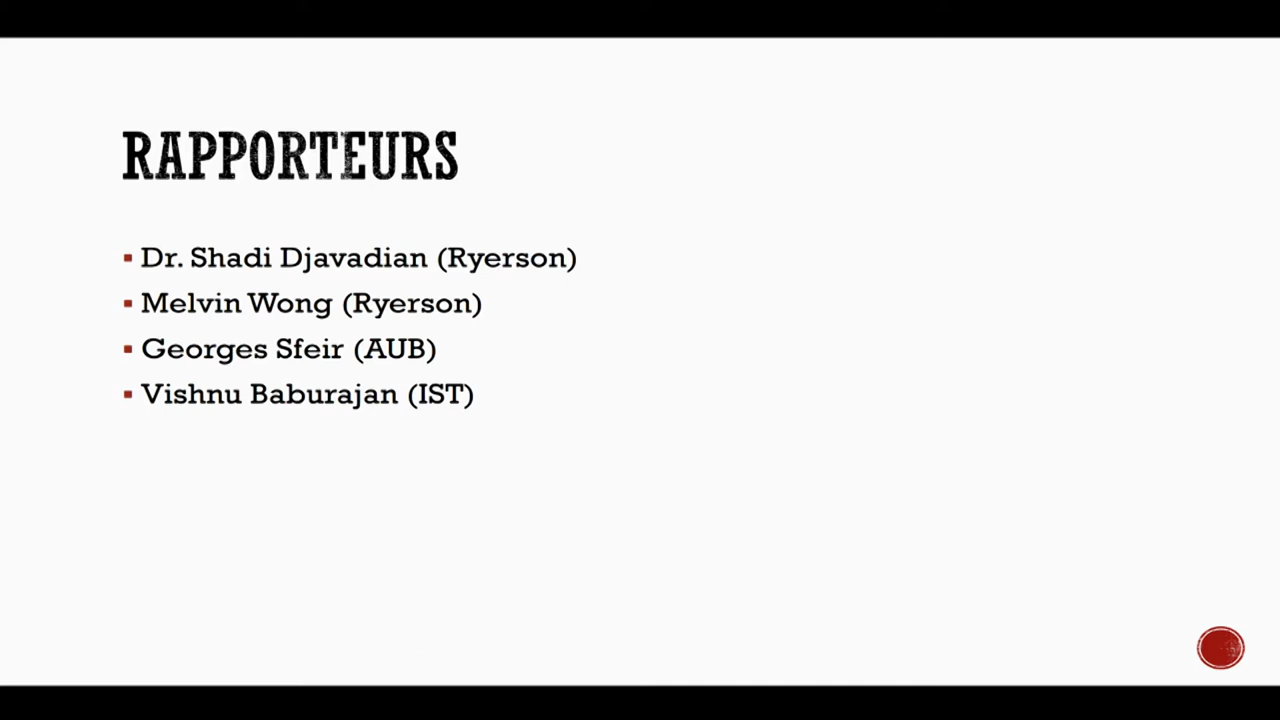 RAPPORTEURS
▪ Dr. Shadi Djavadian (Ryerson)
▪ Melvin Wong (Ryerson)
▪ Georges Sfeir (AUB)
▪ Vishnu Baburajan (IST)